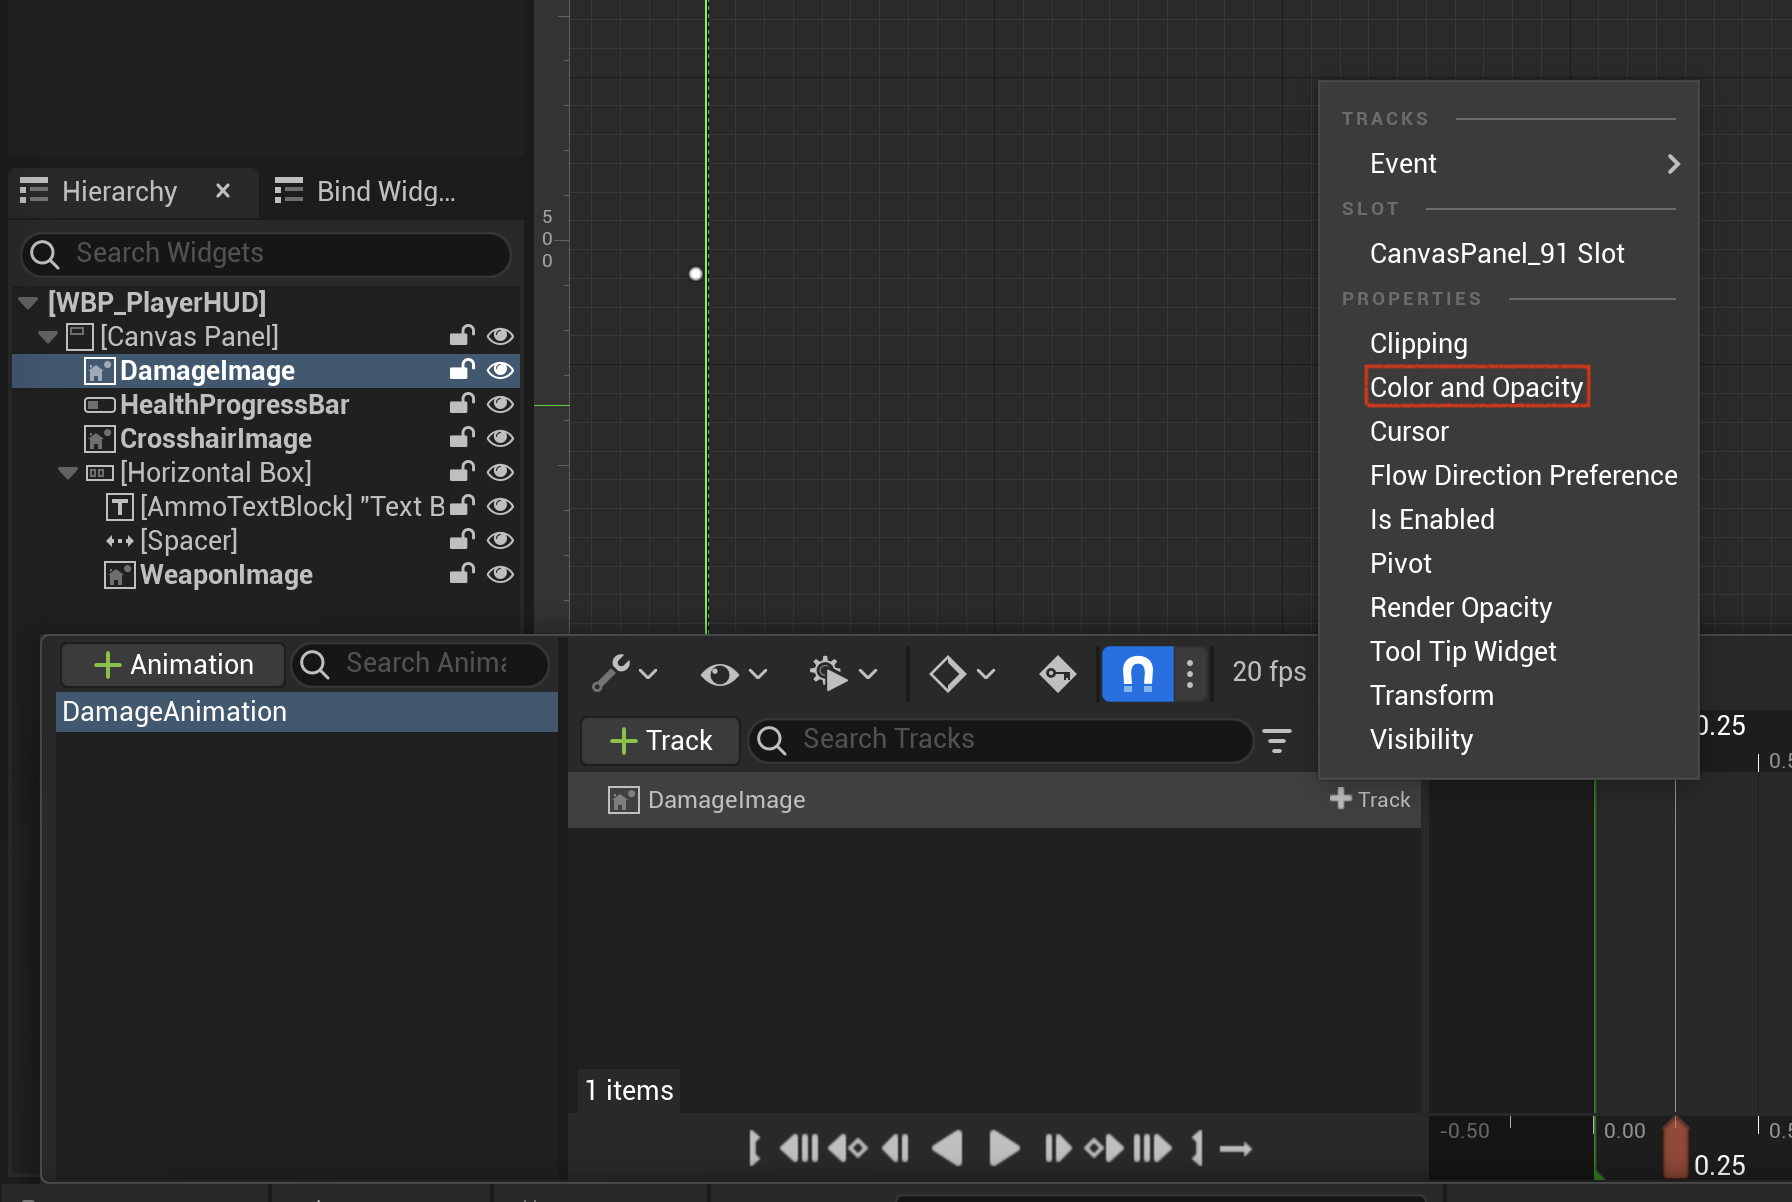 Hierarchy
Bind Widg...
Search Widgets
[WBP_PlayerHUD]
[Canvas Panel]
DamageImage
HealthProgressBar
CrosshairImage
[Horizontal Box]
[AmmoTextBlock] "Text B
[Spacer]
WeaponImage
500
TRACKS
Event
SLOT
CanvasPanel_91 Slot
PROPERTIES
Clipping
Color and Opacity
Cursor
Flow Direction Preference
Is Enabled
Pivot
Render Opacity
Tool Tip Widget
Transform
Visibility
Animation
Search Anima
DamageAnimation
20 fps
Track
Search Tracks
DamageImage
Track
1 items
0.25
0.5
-0.50
0.00
0.5
0.25